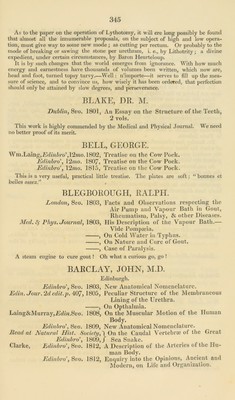 345
As to the paper on the operation of Lythotomy, it will ere long possibly be found
that almost all the innumerable proposals, on the subject of high and low opera-
tion, must give way to some new mode; as cutting per rectum. Or probably to the
mode of breaking or sawing the stone per urethram, i. e, by Lithotrity; a divine
expedient, under certain circumstances, by Baron Heurteloup.
It is by such changes that the world emerges from ignorance. With how much
energy and earnestness have thousands of volumes been written, which now are,
head and foot, turned topsy turvy.—Well: n'importe—it serves to fill up the mea-
sure of science, and to convince us, how wisely it has been ordered, that perfection
should only be attained by slow degrees, and perseverance.
BLAKE, DR. M.
Dublin, 8vo. 1801, An Essay on the Structure of the Teeth,
2 vols.
This work is highly commended by the Medical and Physical Journal. We need
no better proof of its merit.
BELL, GEORGE.
Wm.Laing, Edinbro', 12mo. 1802, Treatise on the Cow Pock.
Edinbro', 12mo. 1807, Treatise on the Cow Pock.
Edinbro', 12mo. 1815, Treatise on the Cow Pock.
This is a very useful, practical little treatise. The plates are soft: "bonnes et
belles assez."
BLEGBOROUGH, RALPH.
London, 8vo. 1803, Facts and Observations respecting the
Air Pump and Vapour Bath in Gout,
Rheumatism, Palsy, & other Diseases.
Med. & Phys. Journal, 1803, His Description of the Vapour Bath.—
Vide Pompada.
——, On Cold Water in Typhus.
——, On Nature and Cure of Gout.
——, Case of Paralysis.
A steam engine to cure gout! Oh what a curious go, go!
BARCLAY, JOHN, M.D.
Edinburgh.
Edinbro', 8vo. 1803, New Anatomical Nomenclature.
Edin. Jour. 2d edit. p. 407, 1805, Peculiar Structure of the Membranous
Lining of the Urethra.
——, On Opthalmia.
Laing&Murray, Edin.8vo. 1808, On the Muscular Motion of the Human
Body.
Edinbro', 8vo. 1809, New Anatomical Nomenclature.
Read at Natural Hist. Society, } On the Caudal Vertebræ of the Great
Edinbro', 1809, } Sea Snake.
Clarke, Edinbro', 8vo. 1812, A Description of the Arteries of the Hu-
man Body.
Edinbro', 8vo. 1812, Enquiry into the Opinions, Ancient and
Modern, on Life and Organization.